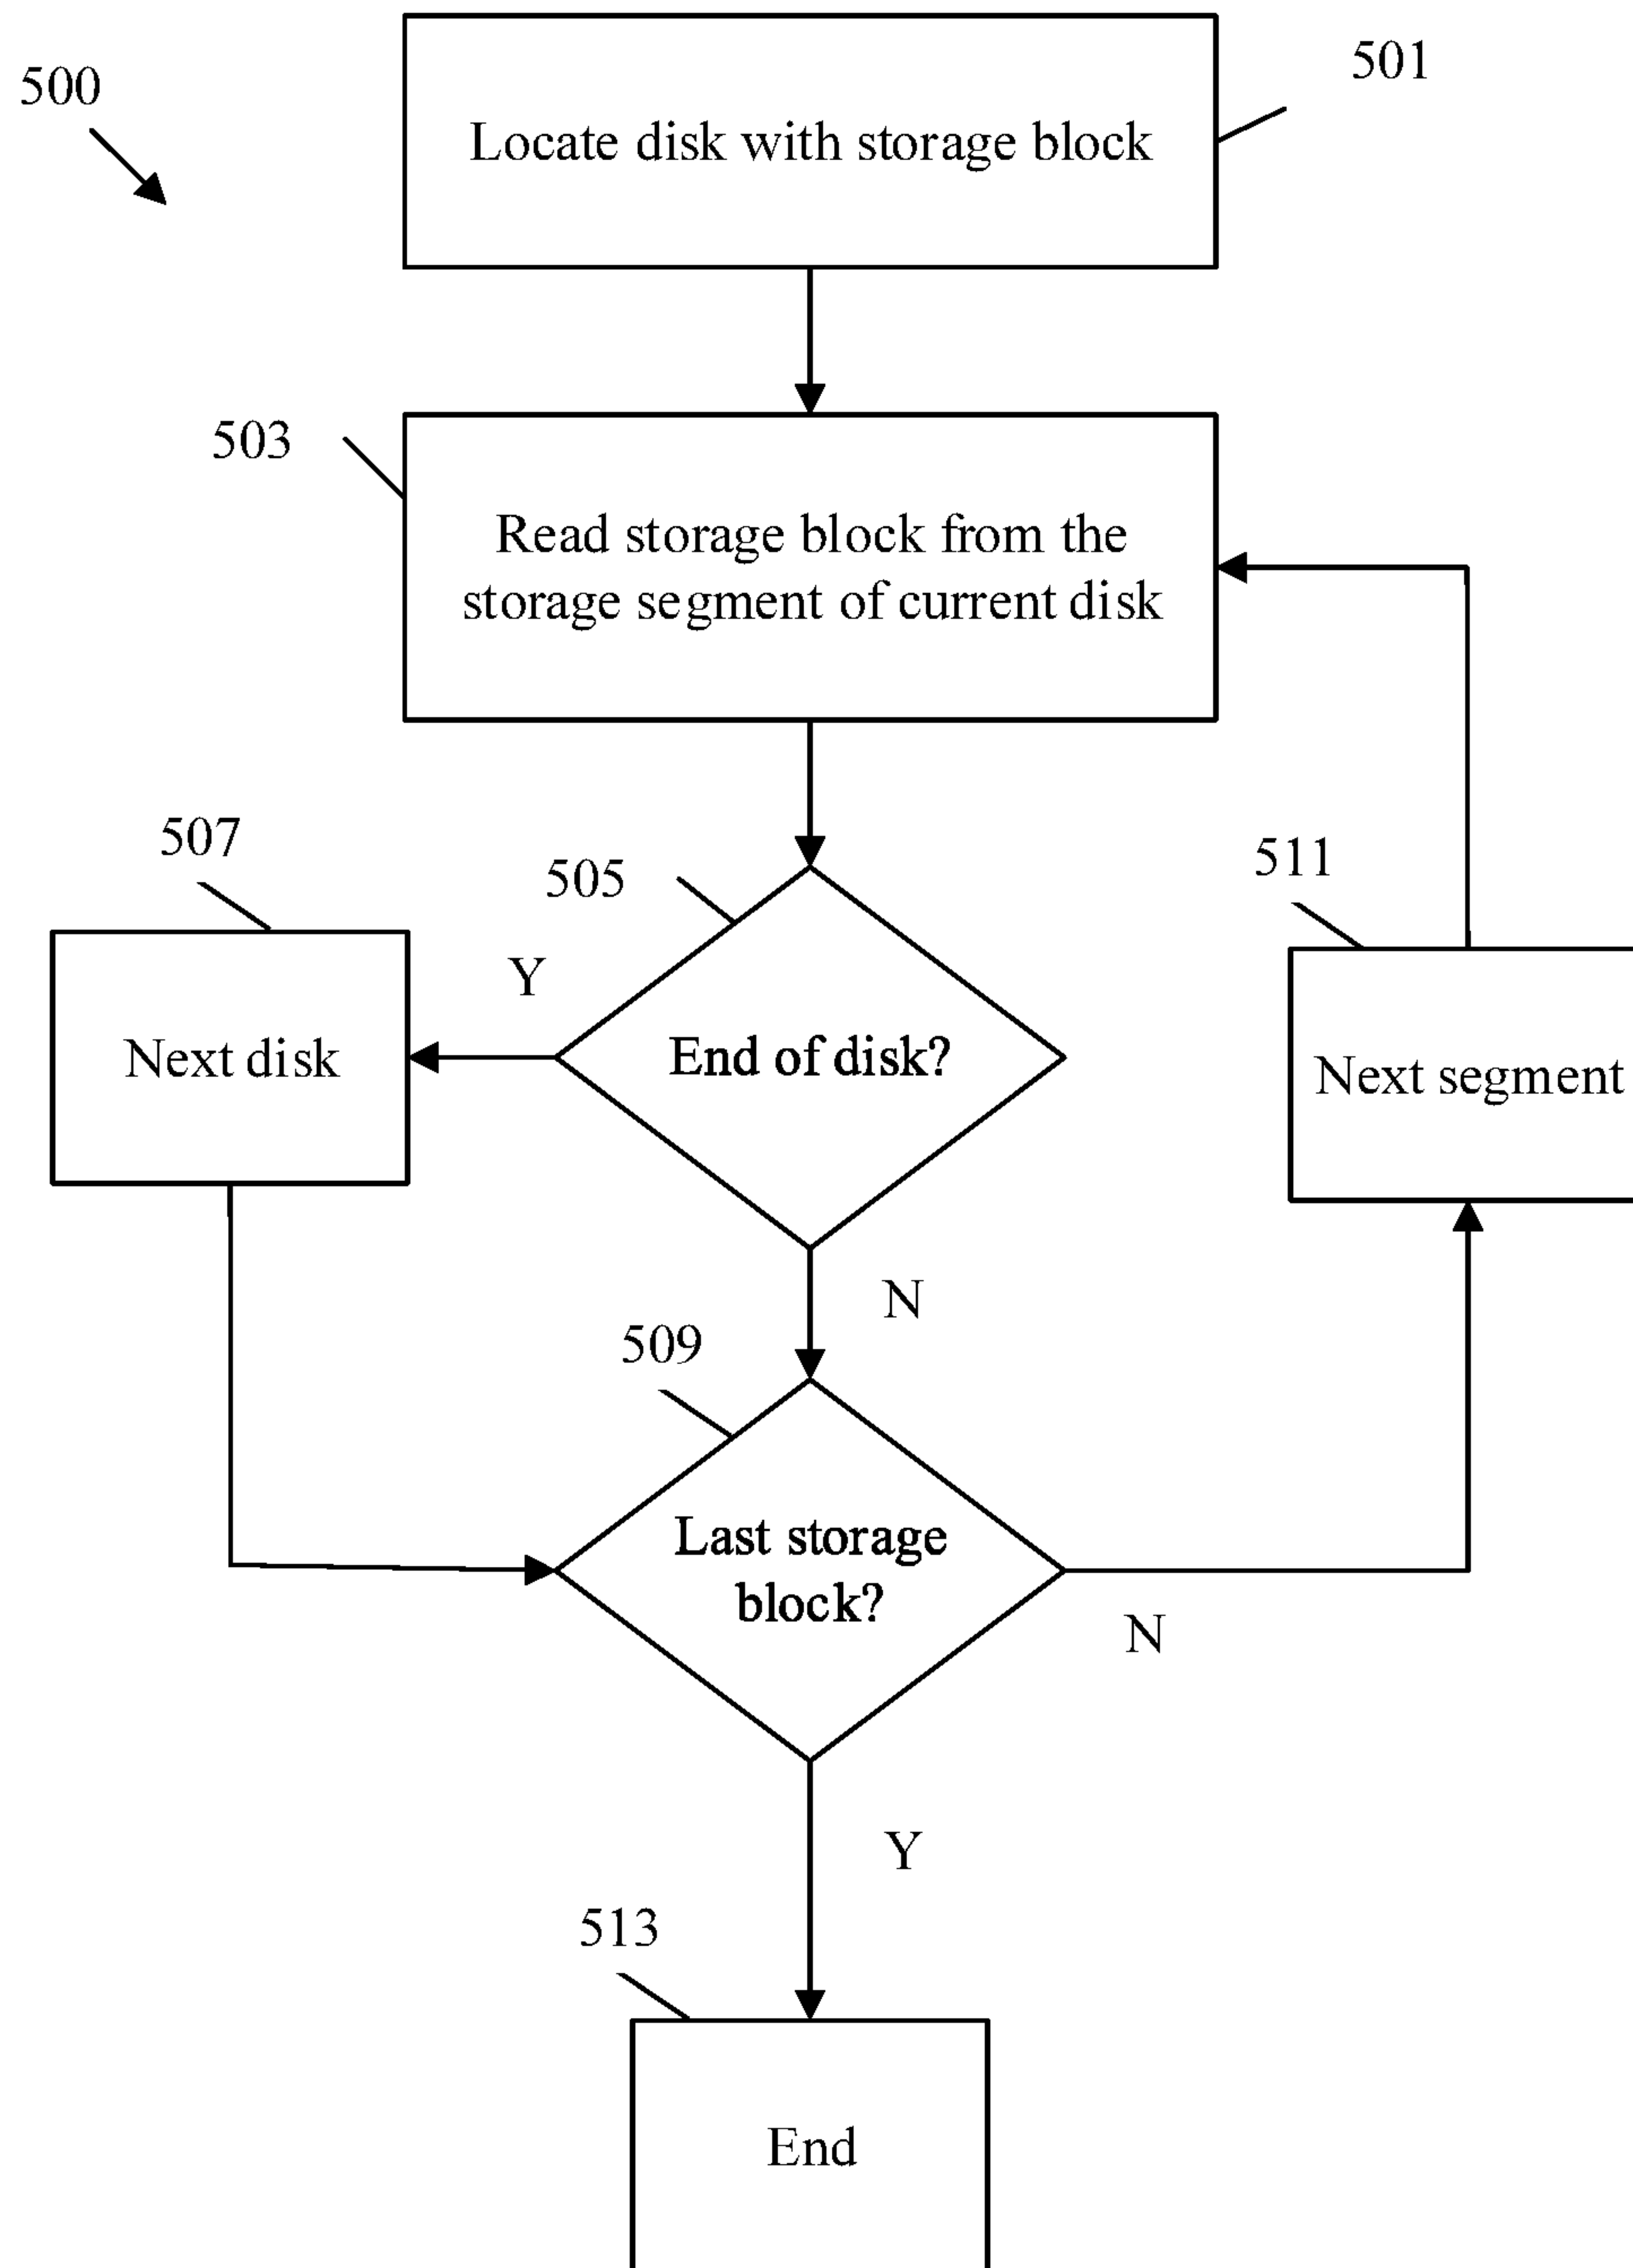 500
501
Locate disk with storage block
503
Read storage block from the
storage segment of current disk
507
505
511
Y
Next disk
End of disk?
Next segment
N
509
Last storage
block?
N
Y
513
End